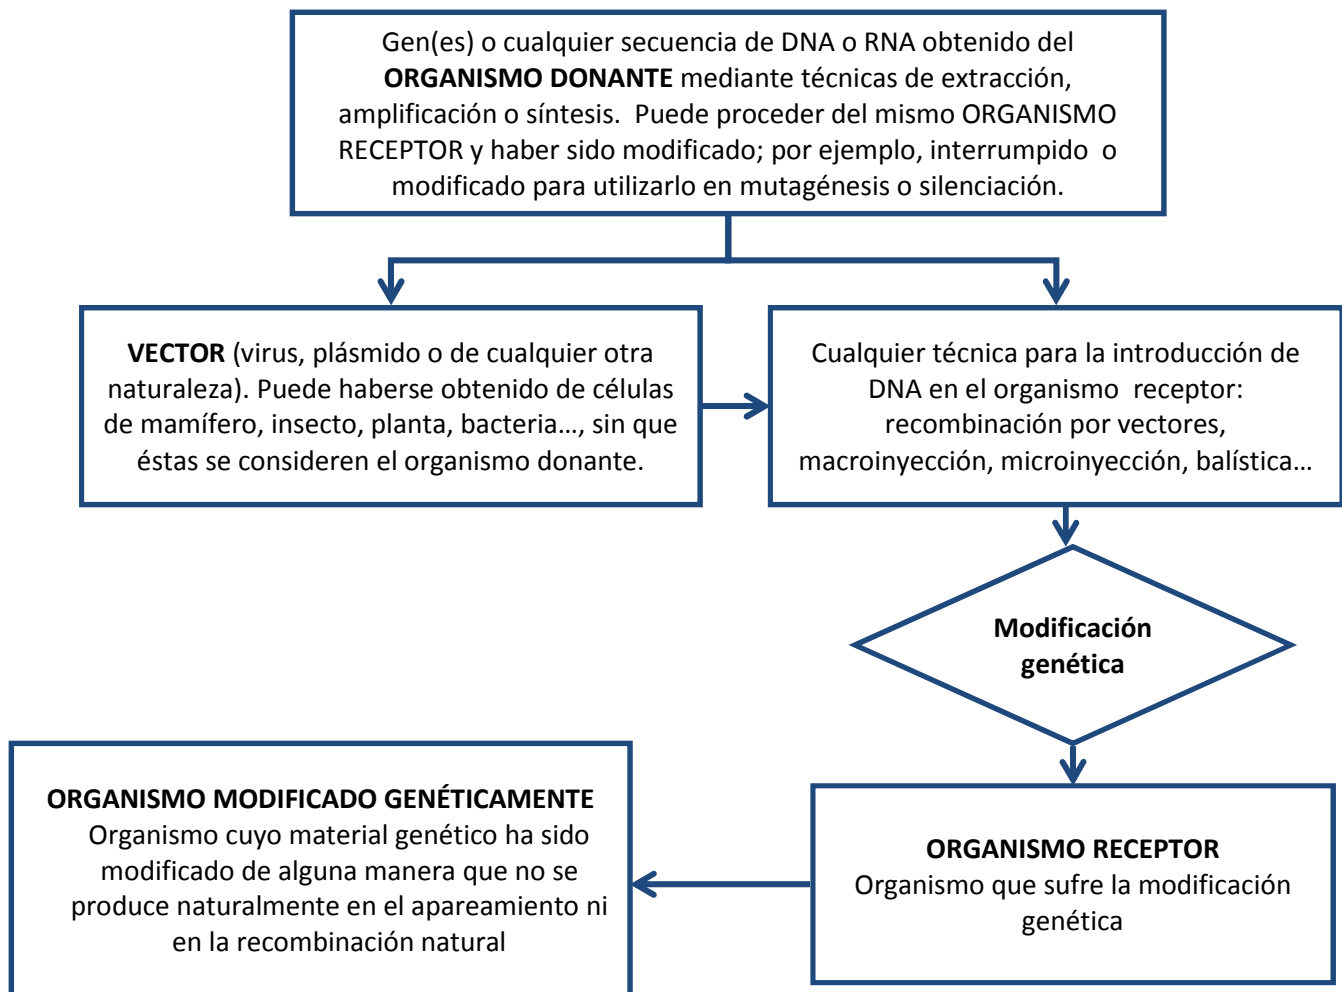 Gen(es) o cualquier secuencia de DNA o RNA obtenido del
ORGANISMO DONANTE mediante técnicas de extracción,
amplificación o síntesis. Puede proceder del mismo ORGANISMO
RECEPTOR y haber sido modificado; por ejemplo, interrumpido o
modificado para utilizarlo en mutagénesis o silenciación.
VECTOR (virus, plásmido o de cualquier otra
naturaleza). Puede haberse obtenido de células
de mamífero, insecto, planta, bacteria…, sin que
éstas se consideren el organismo donante.
Cualquier técnica para la introducción de
DNA en el organismo receptor:
recombinación por vectores,
macroinyección, microinyección, balística…
Modificación
genética
ORGANISMO RECEPTOR
Organismo que sufre la modificación
genética
ORGANISMO MODIFICADO GENÉTICAMENTE
Organismo cuyo material genético ha sido
modificado de alguna manera que no se
produce naturalmente en el apareamiento ni
en la recombinación natural